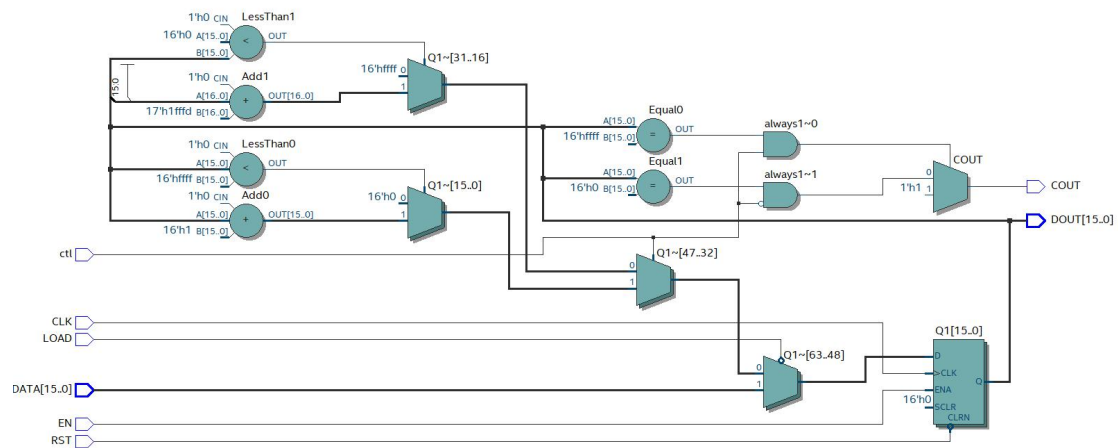 LessThan1
1'h0 CIN
16'h0 A[15..0] < OUT
B[15..0]
15:0
1'h0 CIN Add1
A[16..0] + OUT[16..0]
17'h1fffd B[16..0]
Q1~[31..16]
16'hffff 0
1
1'h0 CIN LessThan0
A[15..0] < OUT
16'hffff B[15..0]
1'h0 CIN Add0
A[15..0] + OUT[15..0]
16'h1 B[15..0]
Q1~[15..0]
16'h0 0
1
Equal0
A[15..0] = OUT
16'hffff B[15..0]
Equal1
A[15..0] = OUT
16'h0 B[15..0]
always1~0
always1~1
COUT
0
1'h1 1
COUT
DOUT[15..0]
ctl
Q1~[47..32]
0
1
CLK
LOAD
Q1~[63..48]
0
1
DATA[15..0]
EN
RST
Q1[15..0]
D
>CLK
ENA Q
16'h0 SCLR
CLRN